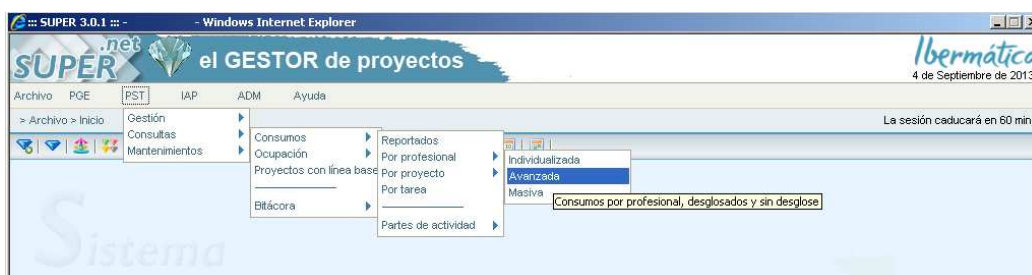 ::: SUPER 3.0.1 ::: - - Windows Internet Explorer
SUPER.net el GESTOR de proyectos
Ibermática
4 de Septiembre de 2013
Archivo PGE PST IAP ADM Ayuda
> Archivo > Inicio
La sesión caducará en 60 min
Gestión
Consultas
Mantenimientos
Consumos
Ocupación
Proyectos con línea base
Bitácora
Reportados
Por profesional
Por proyecto
Por tarea
Partes de actividad
Individualizada
Avanzada
Masiva
Consumos por profesional, desglosados y sin desglose
Sistema